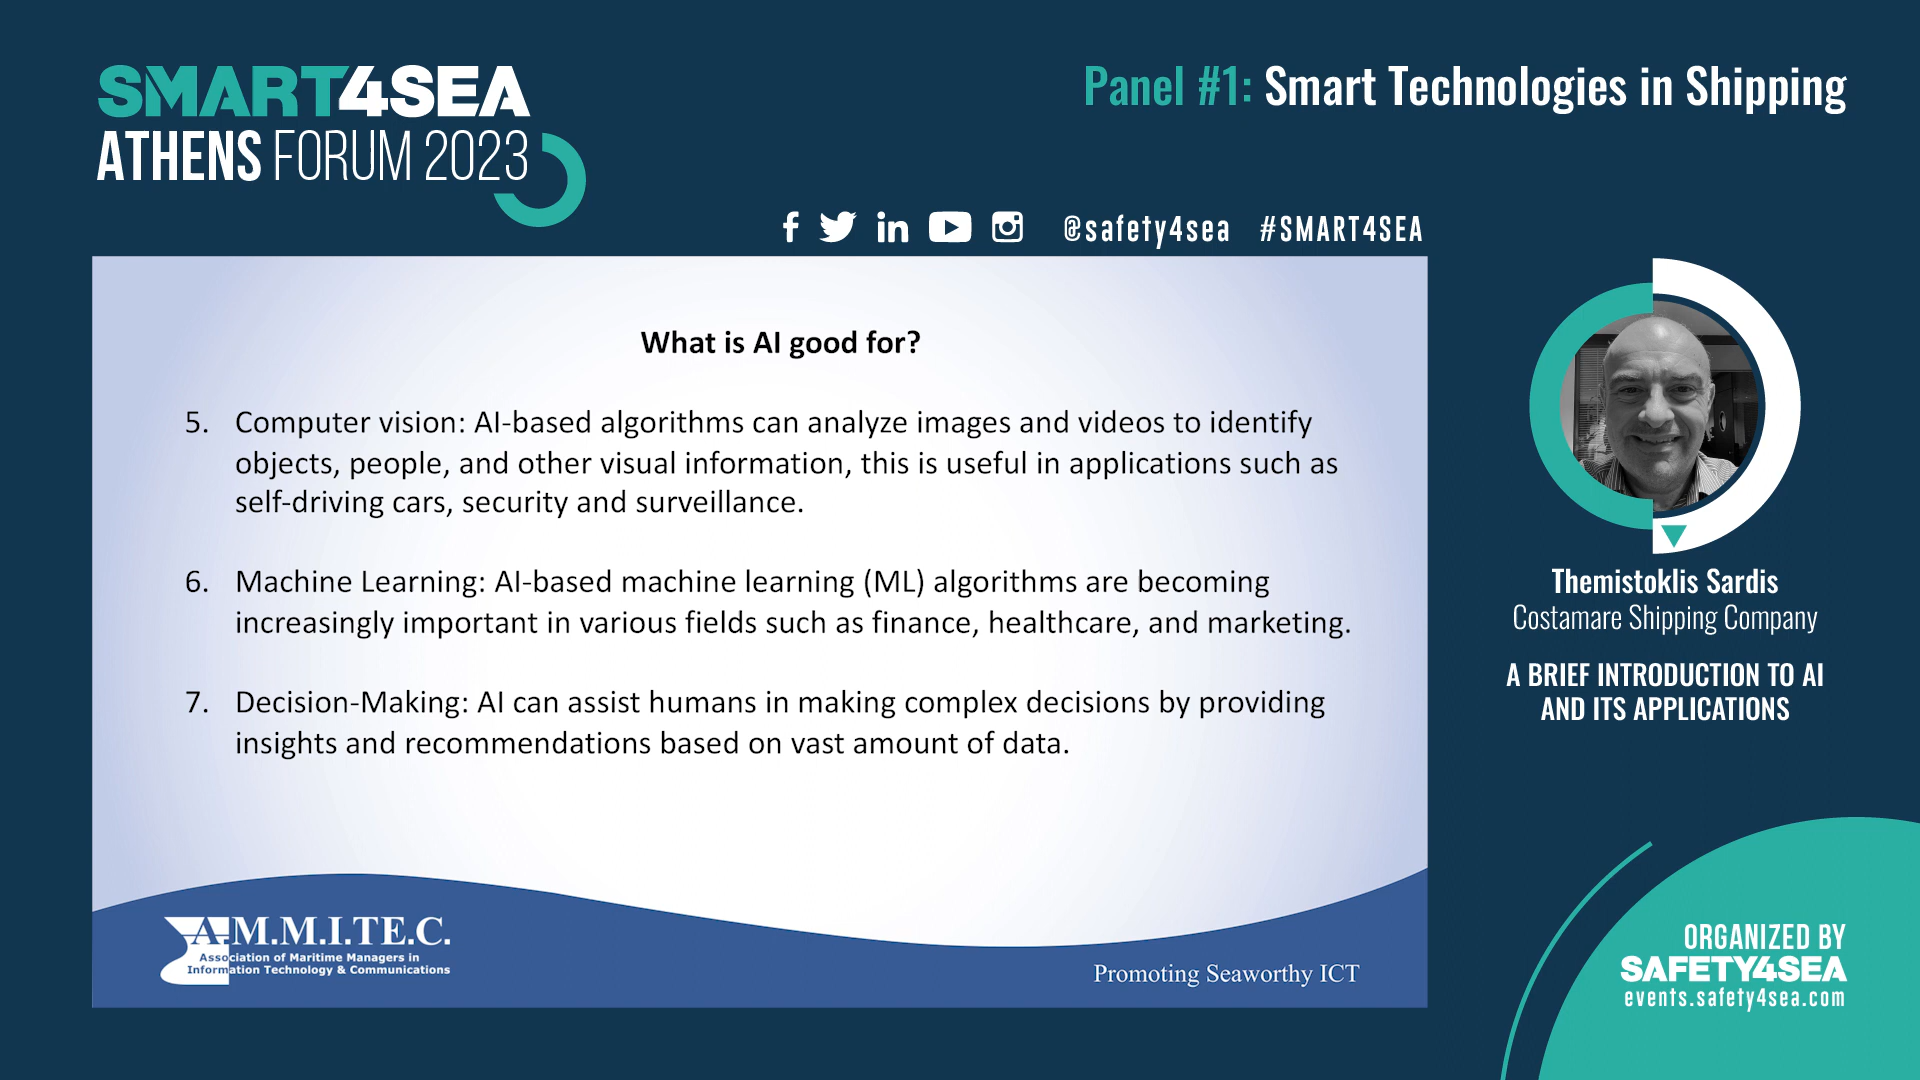 SMART4SEA
ATHENS FORUM 2023
Panel #1: Smart Technologies in Shipping
@safety4sea #SMART4SEA
What is AI good for?
5. Computer vision: AI-based algorithms can analyze images and videos to identify
objects, people, and other visual information, this is useful in applications such as
self-driving cars, security and surveillance.
6. Machine Learning: AI-based machine learning (ML) algorithms are becoming
increasingly important in various fields such as finance, healthcare, and marketing.
7. Decision-Making: AI can assist humans in making complex decisions by providing
insights and recommendations based on vast amount of data.
A.M.M.I.TE.C.
Association of Maritime Managers in
Information Technology & Communications
Promoting Seaworthy ICT
Themistoklis Sardis
Costamare Shipping Company
A BRIEF INTRODUCTION TO AI
AND ITS APPLICATIONS
ORGANIZED BY
SAFETY4SEA
events.safety4sea.com